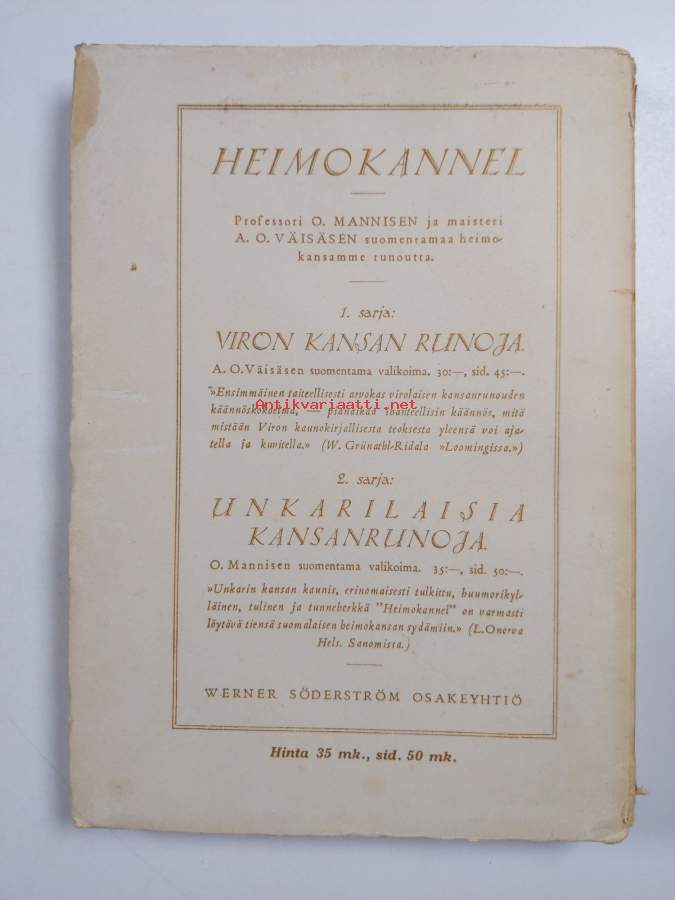 HEIMOKANNEL
Professori O. MANNISEN ja maisteri
A. O. VÄISÄSEN suomentamaa heimo-
kansamme runoutta.
1. sarja:
VIRON KANSAN RUNOJA.
A. O. Väisäsen suomentama valikoima. 30:—, sid. 45:—.
»Ensimmäinen taiteellisesti arvokas virolaisen kansanrunouden
Antikvariaatti.net
käännöskokoelma, — ihanteellisin käännös, mitä
mistään Viron kaunokirjallisesta teoksesta yleensä voi aja-
tella ja kuvitella.» (W. Grünathl-Ridala »Loomingissa.»)
2. sarja:
UNKARILAISIA
KANSANRUNOJA.
O. Mannisen suomentama valikoima. 35:—, sid. 50:—.
»Unkarin kansan kaunis, erinomaisesti tulkittu, huumorikyl-
läinen, tulinen ja tunneherkkä "Heimokannel" on varmasti
löytävä tiensä suomalaisen heimokansan sydämiin.» (L. Onerva
Hels. Sanomissa.)
WERNER SÖDERSTRÖM OSAKEYHTIÖ
Hinta 35 mk., sid. 50 mk.